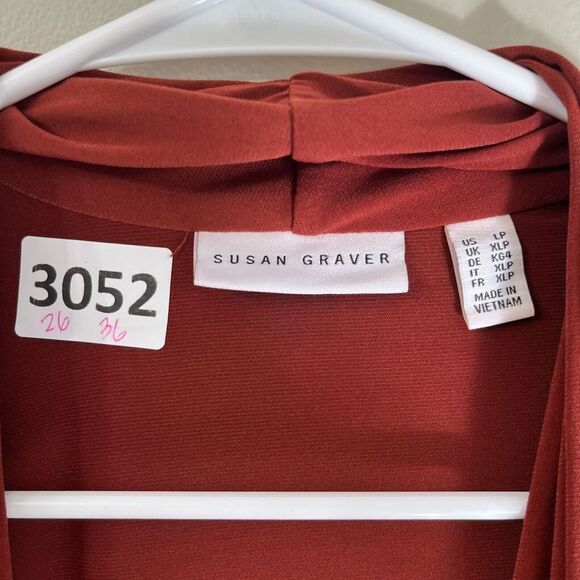 3052
26 36
SUSAN GRAVER
US LP
UK XLP
DE KG4
IT XLP
FR XLP
MADE IN
VIETNAM